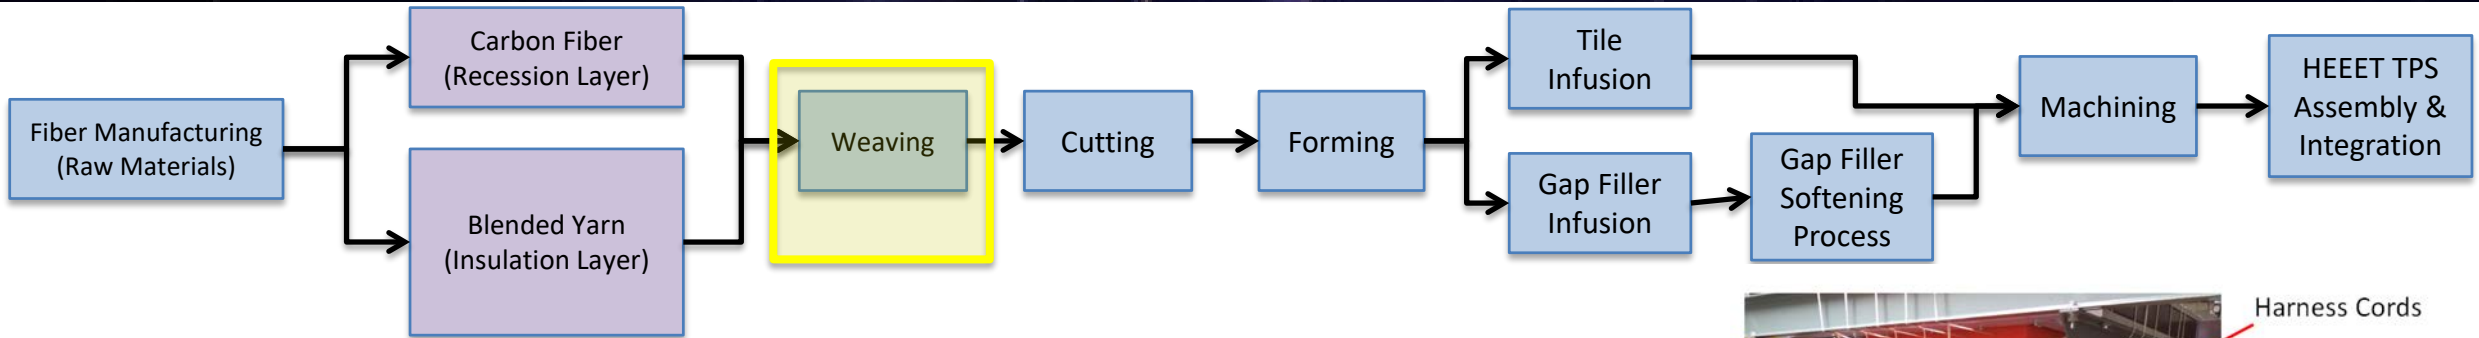 Fiber Manufacturing
(Raw Materials)
Carbon Fiber
(Recession Layer)
Blended Yarn
(Insulation Layer)
Weaving
Cutting
Forming
Tile
Infusion
Gap Filler
Infusion
Gap Filler
Softening
Process
Machining
HEEET TPS
Assembly &
Integration
Harness Cords